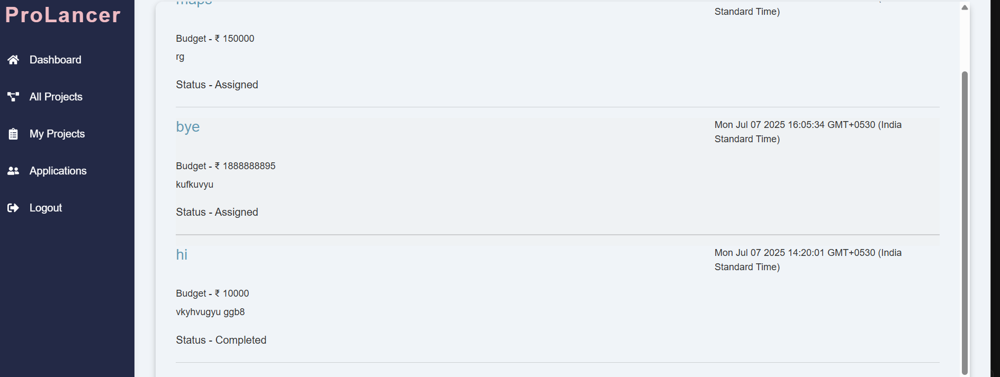 ProLancer
Dashboard
All Projects
My Projects
Applications
Logout
maps
Standard Time)
Budget - ₹ 150000
rg
Status - Assigned
bye
Mon Jul 07 2025 16:05:34 GMT+0530 (India
Standard Time)
Budget - ₹ 1888888895
kufkuvyu
Status - Assigned
hi
Mon Jul 07 2025 14:20:01 GMT+0530 (India
Standard Time)
Budget - ₹ 10000
vkyhvugyu ggb8
Status - Completed